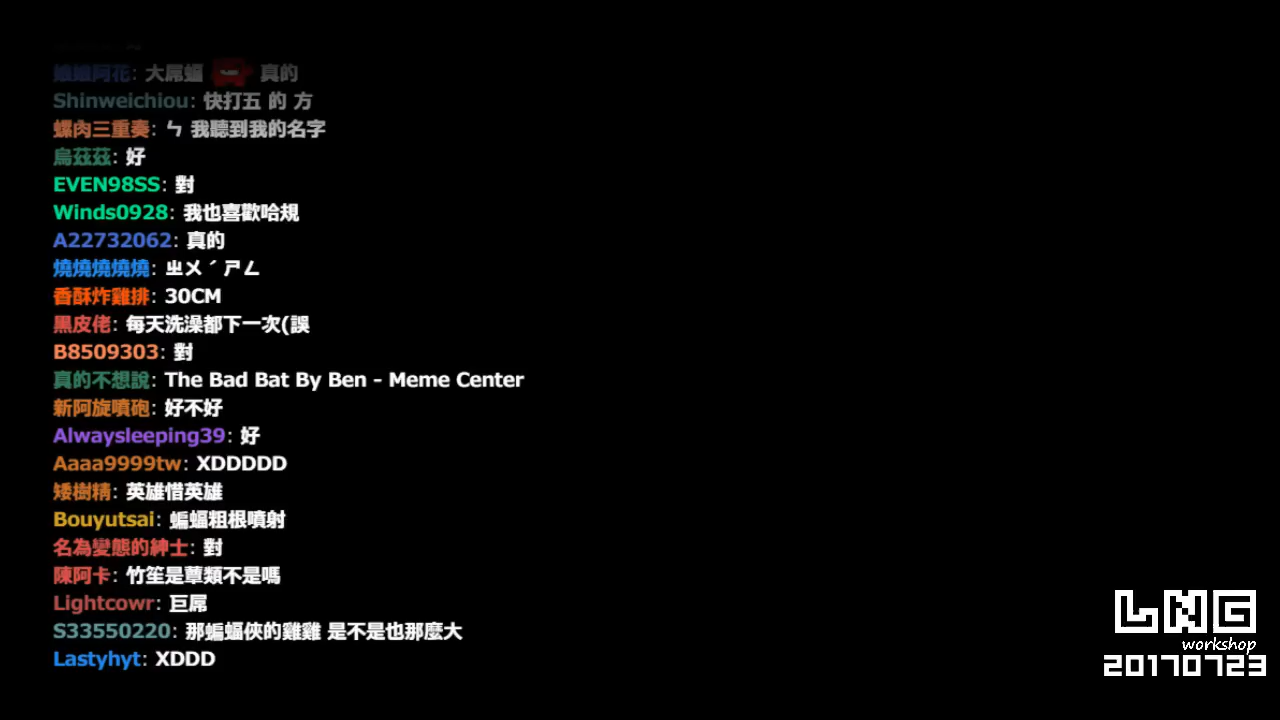 娘娘阿花: 大屌蝠 真的
Shinweichiou: 快打五 的 方
螺肉三重奏: ㄣ 我聽到我的名字
烏茲茲: 好
EVEN98SS: 對
Winds0928: 我也喜歡哈規
A22732062: 真的
燒燒燒燒燒: ㄓㄨˊㄕㄥ
香酥炸雞排: 30CM
黑皮佬: 每天洗澡都下一次(誤
B8509303: 對
真的不想說: The Bad Bat By Ben - Meme Center
新阿旋噴砲: 好不好
Alwaysleeping39: 好
Aaaa9999tw: XDDDDD
矮樹精: 英雄惜英雄
Bouyutsai: 蝙蝠粗根噴射
名為變態的紳士: 對
陳阿卡: 竹笙是蕈類不是嗎
Lightcowr: 巨屌
S33550220: 那蝙蝠俠的雞雞 是不是也那麼大
Lastyhyt: XDDD
LNG
workshop
20170723